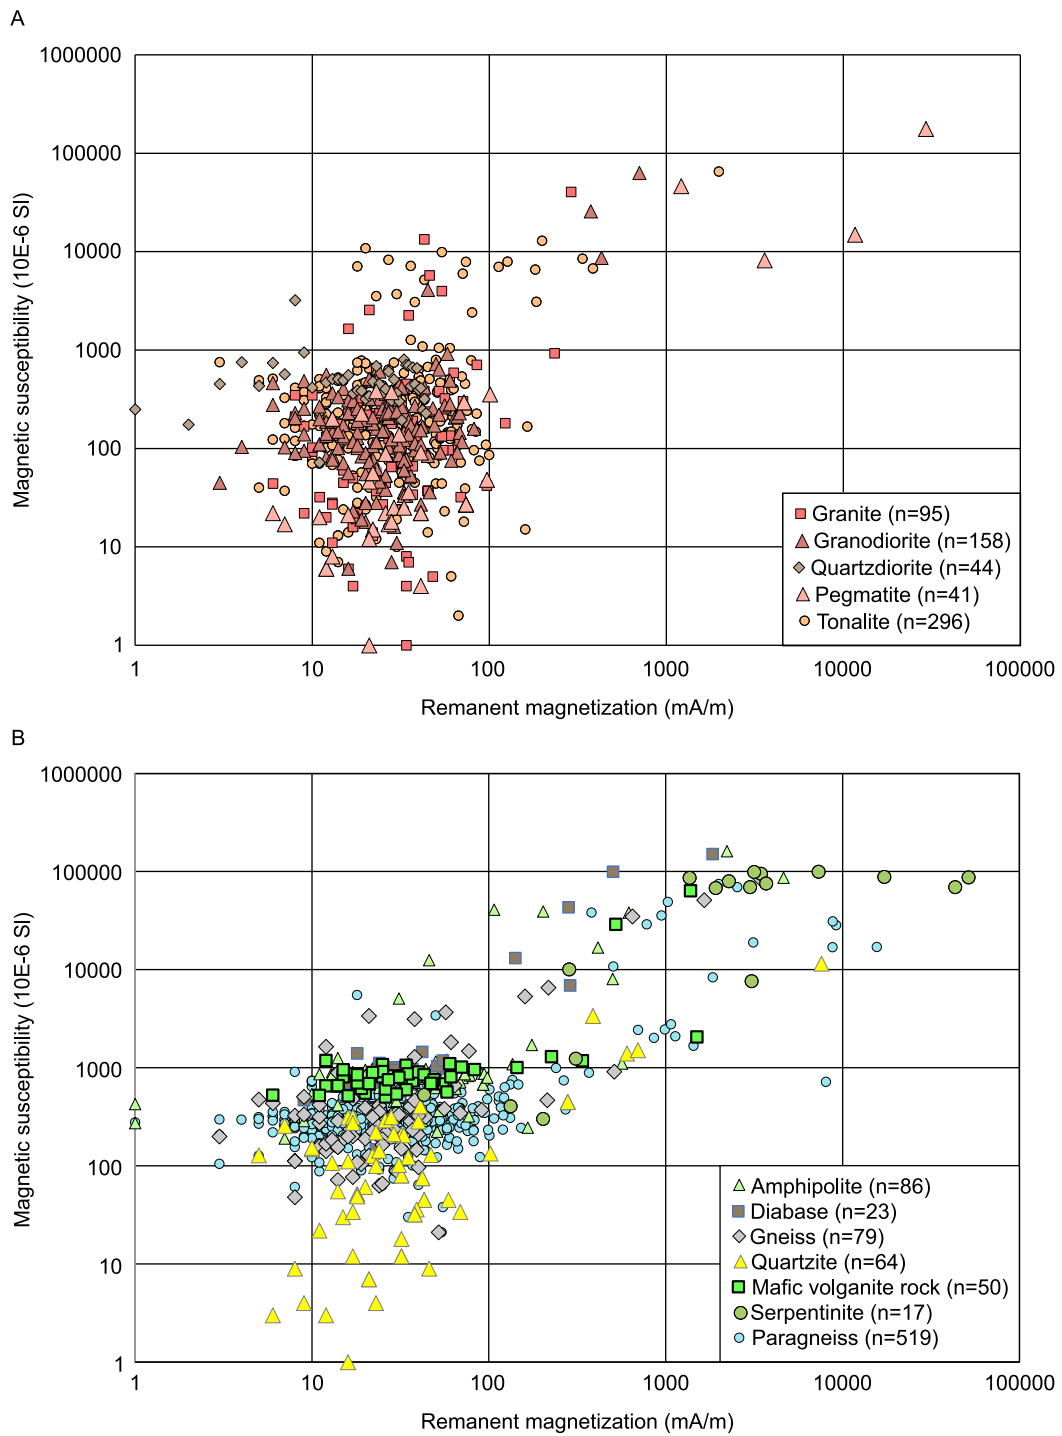 A
1000000
100000
10000
1000
100
10
1
Magnetic susceptibility (10E-6 SI)
Granite (n=95)
Granodiorite (n=158)
Quartzdiorite (n=44)
Pegmatite (n=41)
Tonalite (n=296)
1 10 100 1000 10000 100000
Remanent magnetization (mA/m)
B
1000000
100000
10000
1000
100
10
1
Magnetic susceptibility (10E-6 SI)
Amphipolite (n=86)
Diabase (n=23)
Gneiss (n=79)
Quartzite (n=64)
Mafic volganite rock (n=50)
Serpentinite (n=17)
Paragneiss (n=519)
1 10 100 1000 10000 100000
Remanent magnetization (mA/m)